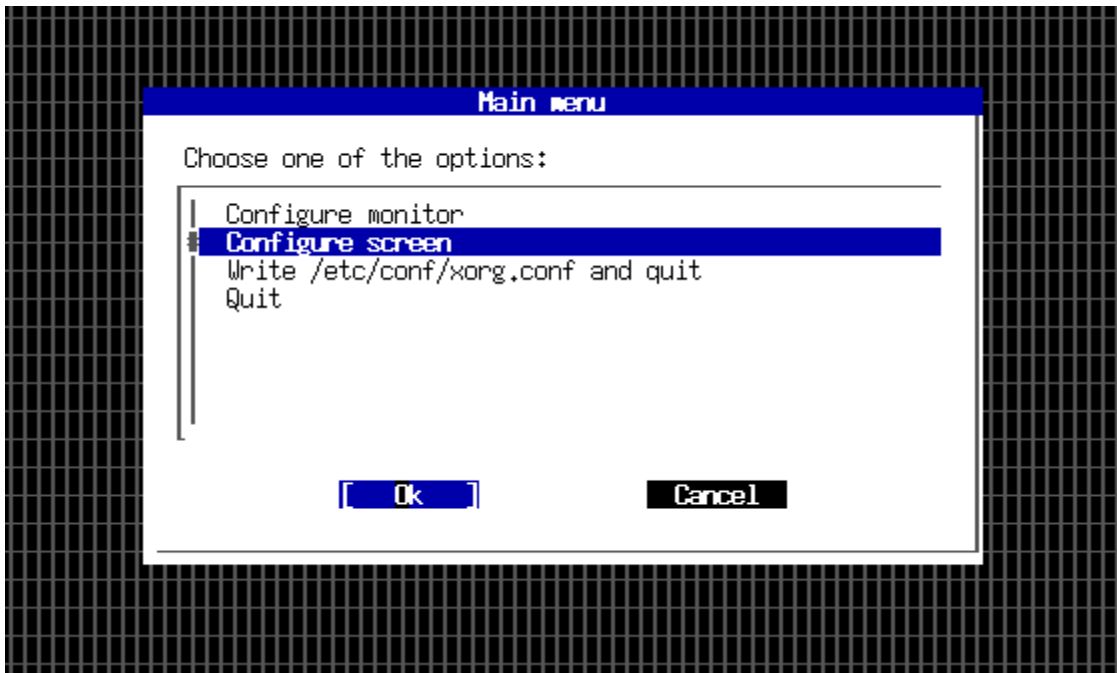 Main menu
Choose one of the options:
Configure monitor
Configure screen
Write /etc/conf/xorg.conf and quit
Quit
[ Ok ] Cancel